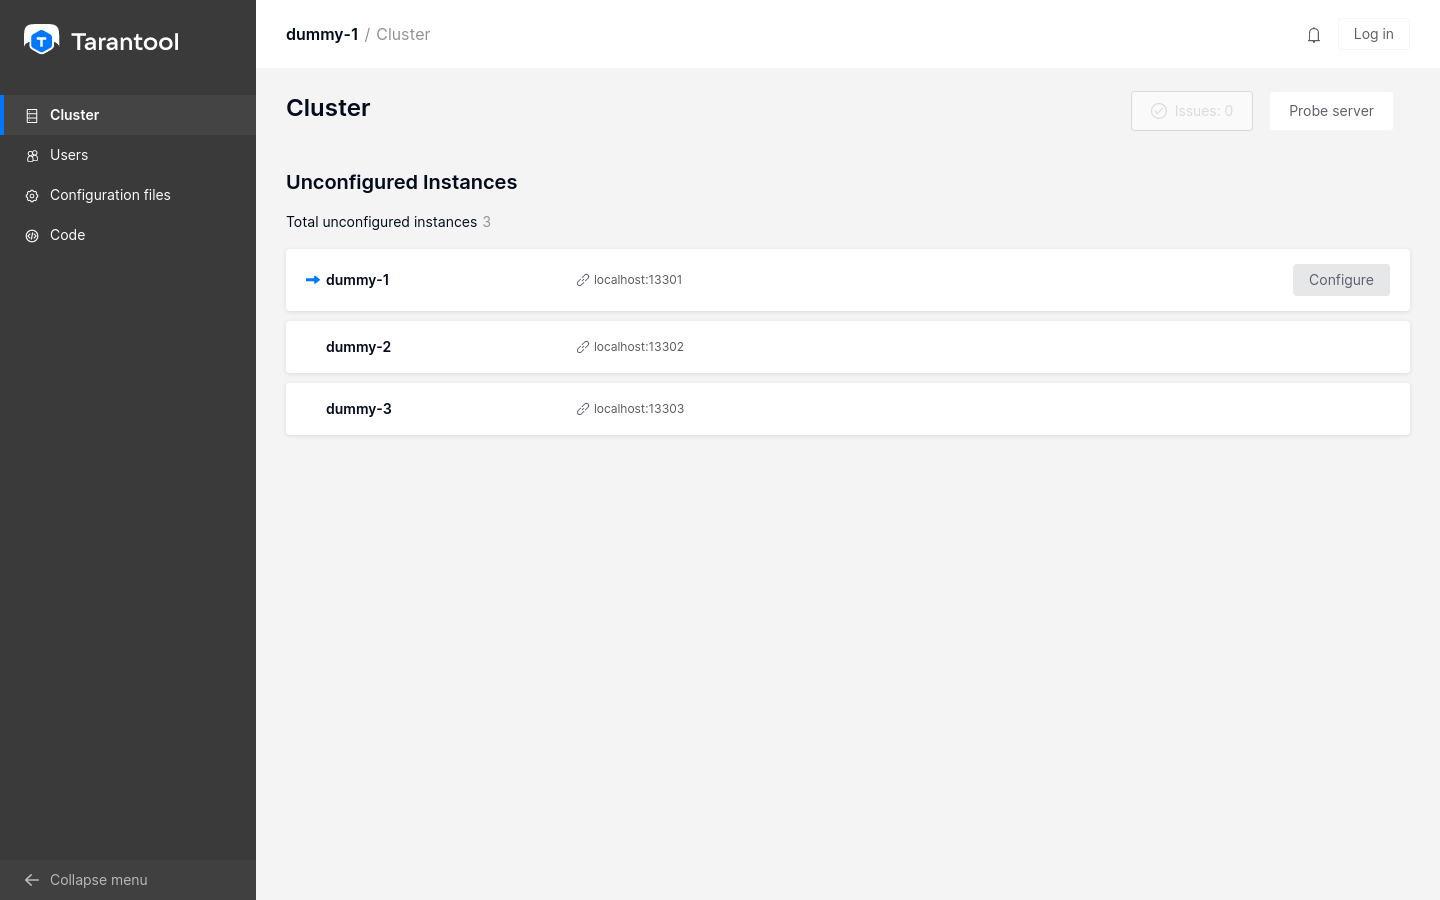 Tarantool
dummy-1 / Cluster
Log in
Cluster
Users
Configuration files
Code
Collapse menu
Cluster
Issues: 0
Probe server
Unconfigured Instances
Total unconfigured instances 3
dummy-1 localhost:13301 Configure
dummy-2 localhost:13302
dummy-3 localhost:13303